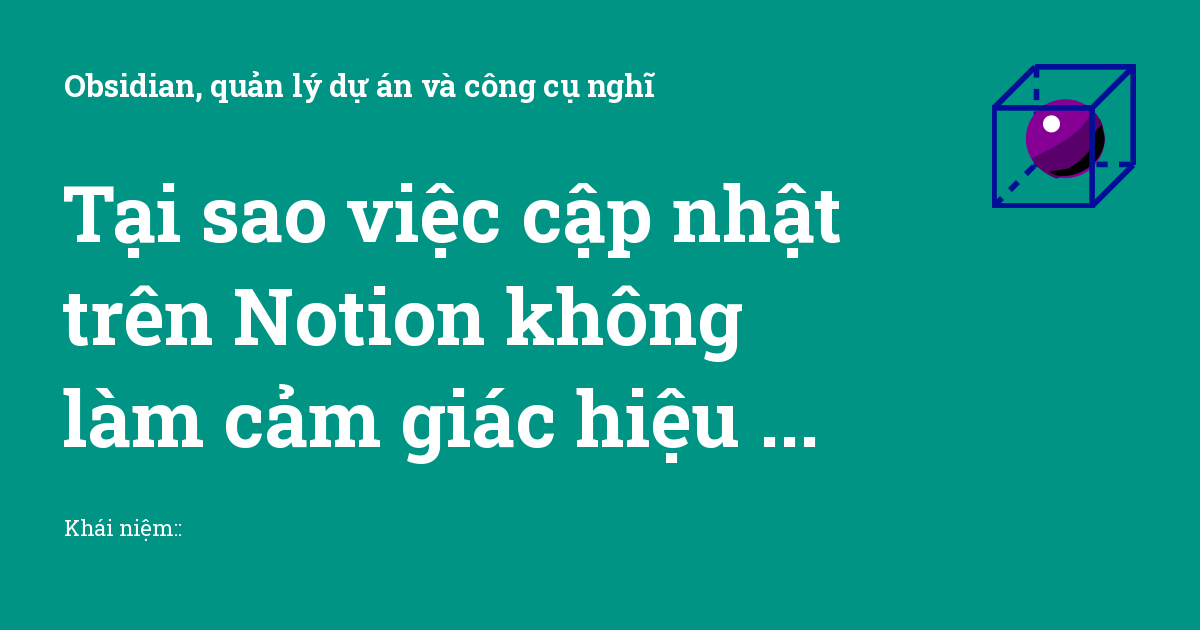 Obsidian, quản lý dự án và công cụ nghĩ
Tại sao việc cập nhật
trên Notion không
làm cảm giác hiệu ...
Khái niệm::